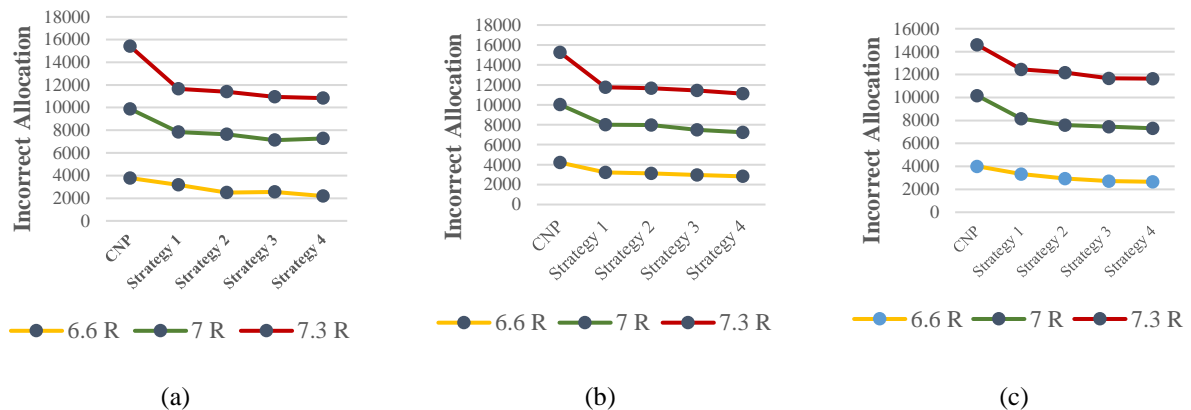 Incorrect Allocation
18000
16000
14000
12000
10000
8000
6000
4000
2000
0
CNP
Strategy 1
Strategy 2
Strategy 3
Strategy 4
6.6 R
7 R
7.3 R
(a)
Incorrect Allocation
18000
16000
14000
12000
10000
8000
6000
4000
2000
0
CNP
Strategy 1
Strategy 2
Strategy 3
Strategy 4
6.6 R
7 R
7.3 R
(b)
Incorrect Allocation
16000
14000
12000
10000
8000
6000
4000
2000
0
CNP
Strategy 1
Strategy 2
Strategy 3
Strategy 4
6.6 R
7 R
7.3 R
(c)